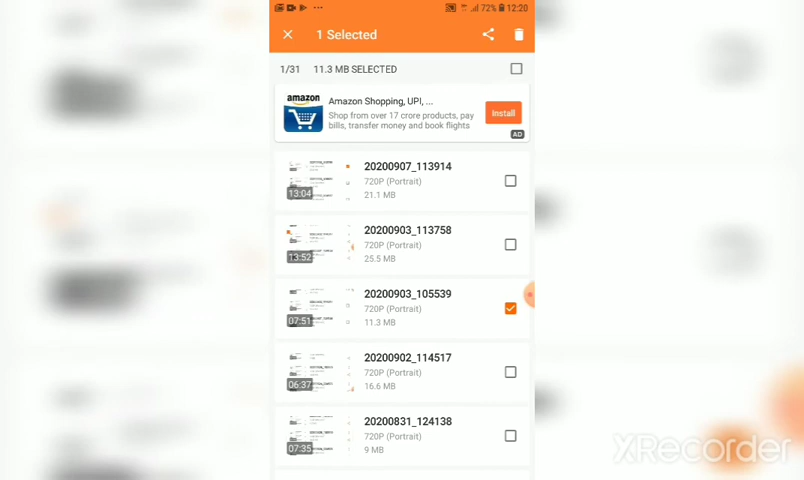 72% 12:20
1 Selected
1/31 11.3 MB SELECTED
amazon
Amazon Shopping, UPI, ...
Shop from over 17 crore products, pay
bills, transfer money and book flights
Install
AD
20200907_113914
720P (Portrait)
21.1 MB
13:04
20200903_113758
720P (Portrait)
25.5 MB
13:52
20200903_105539
720P (Portrait)
11.3 MB
07:51
20200902_114517
720P (Portrait)
16.6 MB
06:37
20200831_124138
720P (Portrait)
9 MB
07:35
XRecorder